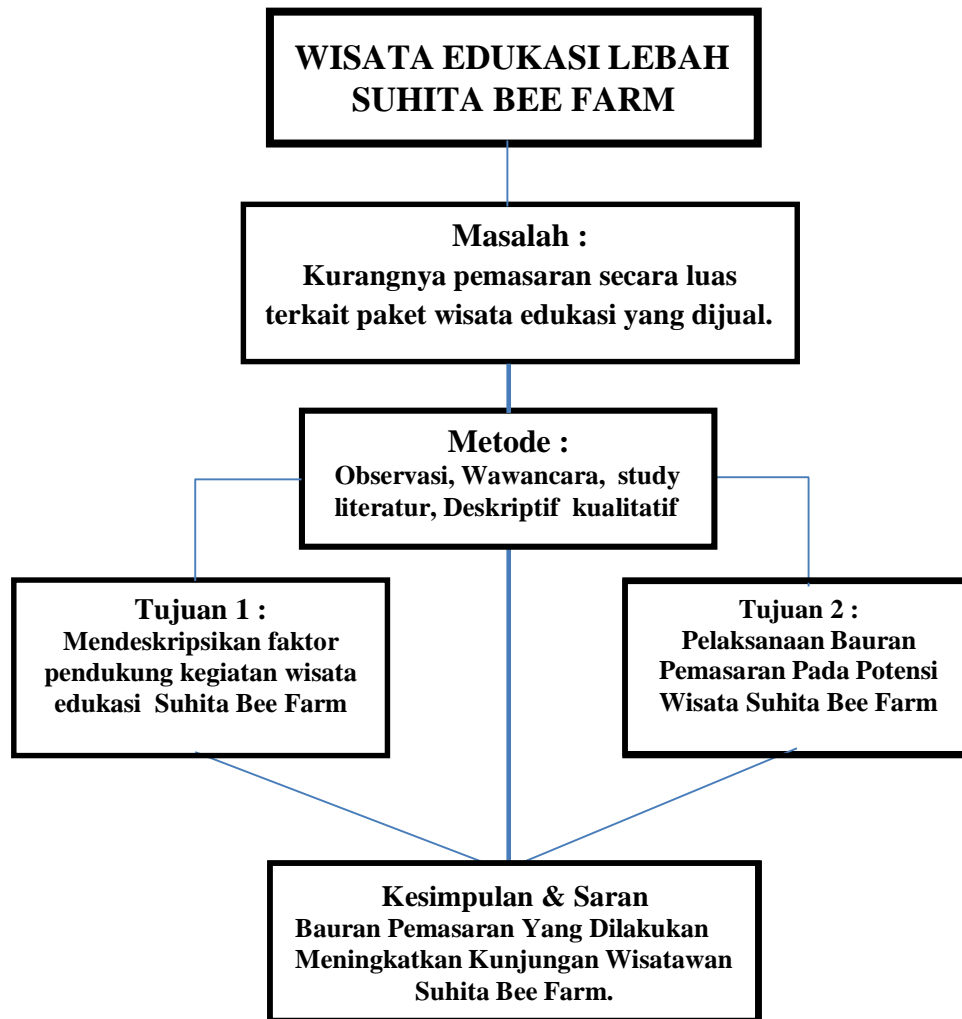 WISATA EDUKASI LEBAH
SUHITA BEE FARM
Masalah :
Kurangnya pemasaran secara luas
terkait paket wisata edukasi yang dijual.
Metode :
Observasi, Wawancara, study
literatur, Deskriptif kualitatif
Tujuan 1 :
Mendeskripsikan faktor
pendukung kegiatan wisata
edukasi Suhita Bee Farm
Tujuan 2 :
Pelaksanaan Bauran
Pemasaran Pada Potensi
Wisata Suhita Bee Farm
Kesimpulan & Saran
Bauran Pemasaran Yang Dilakukan
Meningkatkan Kunjungan Wisatawan
Suhita Bee Farm.